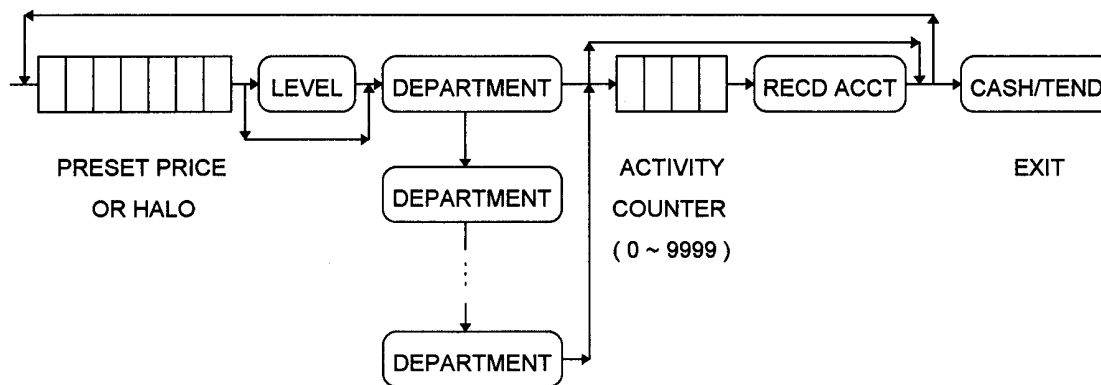 LEVEL
DEPARTMENT
RECD ACCT
CASH/TEND
PRESET PRICE
OR HALO
DEPARTMENT
ACTIVITY
COUNTER
( 0 ~ 9999 )
EXIT
DEPARTMENT